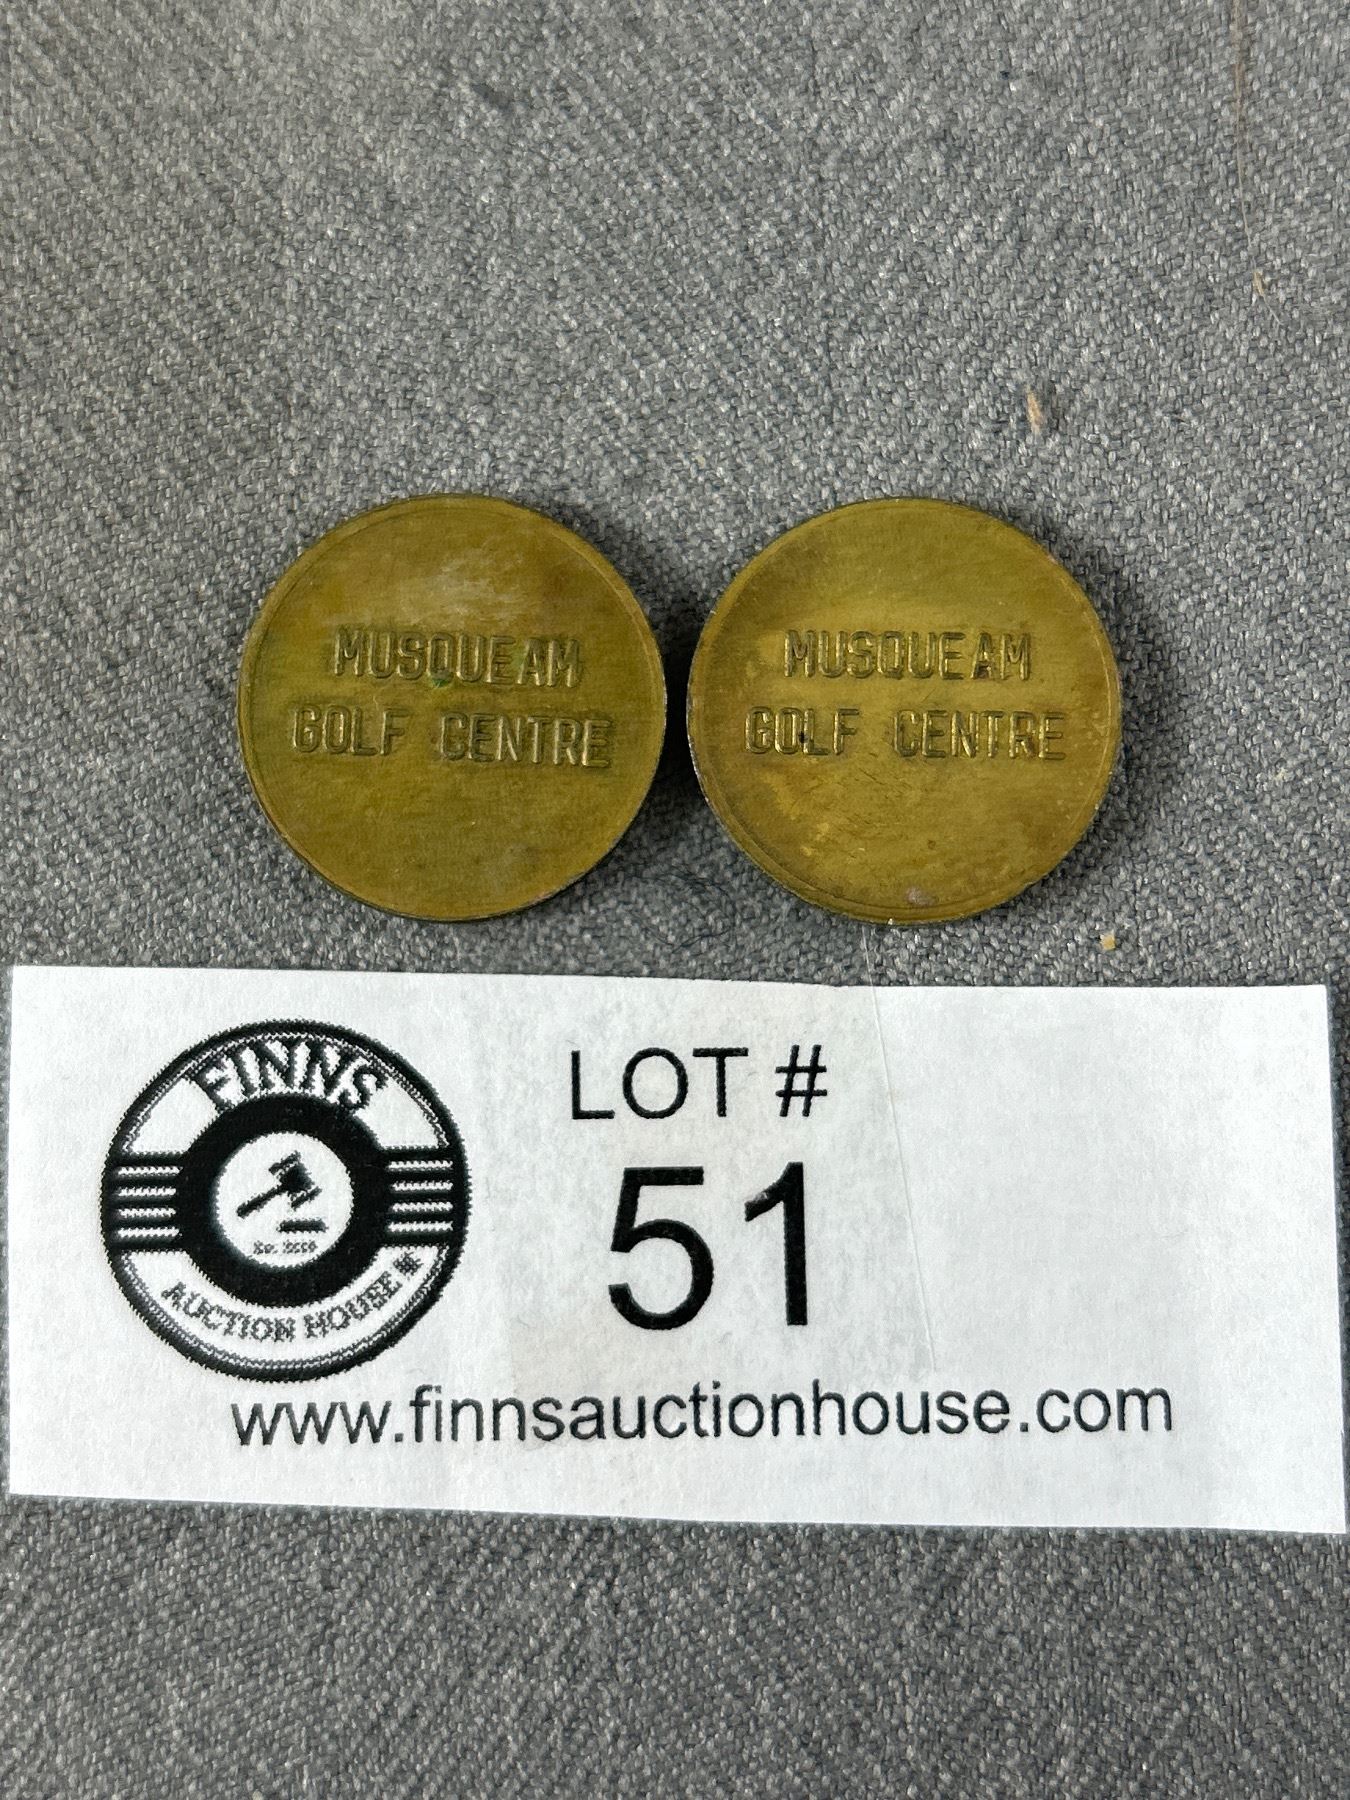 MUSQUEAM
GOLF CENTRE
MUSQUEAM
GOLF CENTRE
FINNS
AUCTION HOUSE
LOT #
51
www.finnsauctionhouse.com